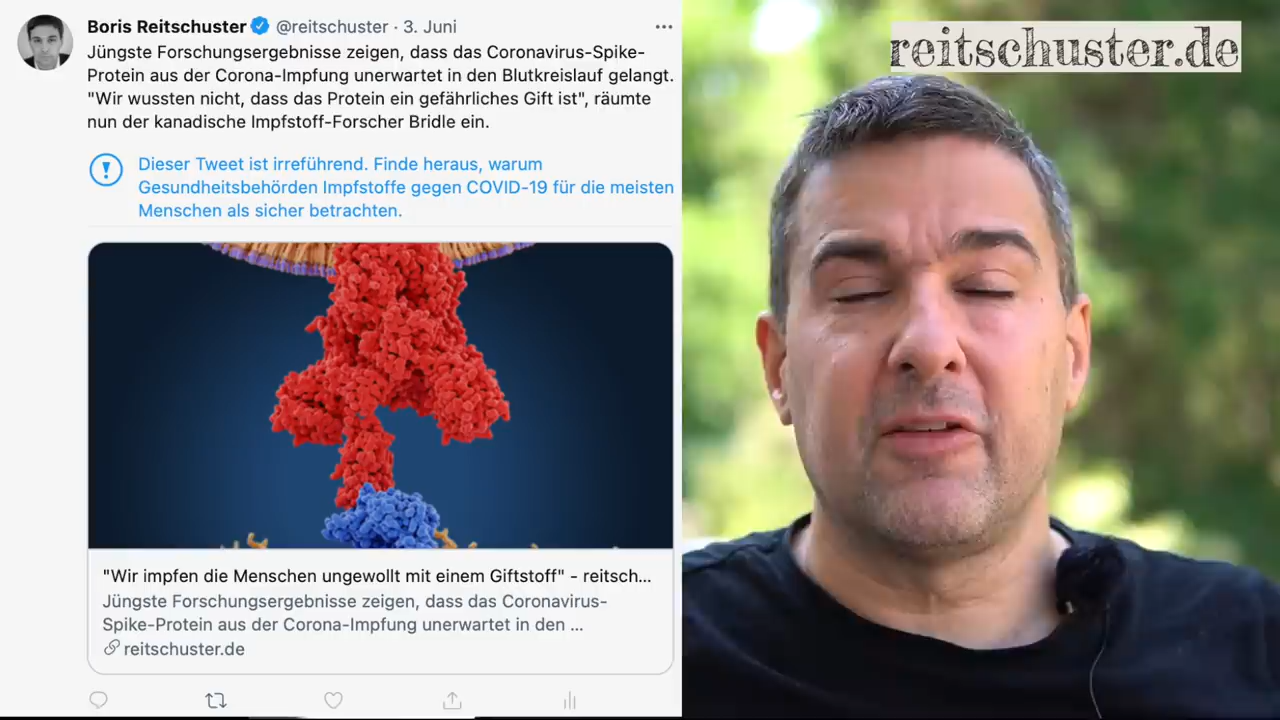 Boris Reitschuster @reitschuster · 3. Juni
Jüngste Forschungsergebnisse zeigen, dass das Coronavirus-Spike-
Protein aus der Corona-Impfung unerwartet in den Blutkreislauf gelangt.
"Wir wussten nicht, dass das Protein ein gefährliches Gift ist", räumte
nun der kanadische Impfstoff-Forscher Bridle ein.
Dieser Tweet ist irreführend. Finde heraus, warum
Gesundheitsbehörden Impfstoffe gegen COVID-19 für die meisten
Menschen als sicher betrachten.
"Wir impfen die Menschen ungewollt mit einem Giftstoff" - reitsch...
Jüngste Forschungsergebnisse zeigen, dass das Coronavirus-
Spike-Protein aus der Corona-Impfung unerwartet in den ...
reitschuster.de
reitschuster.de